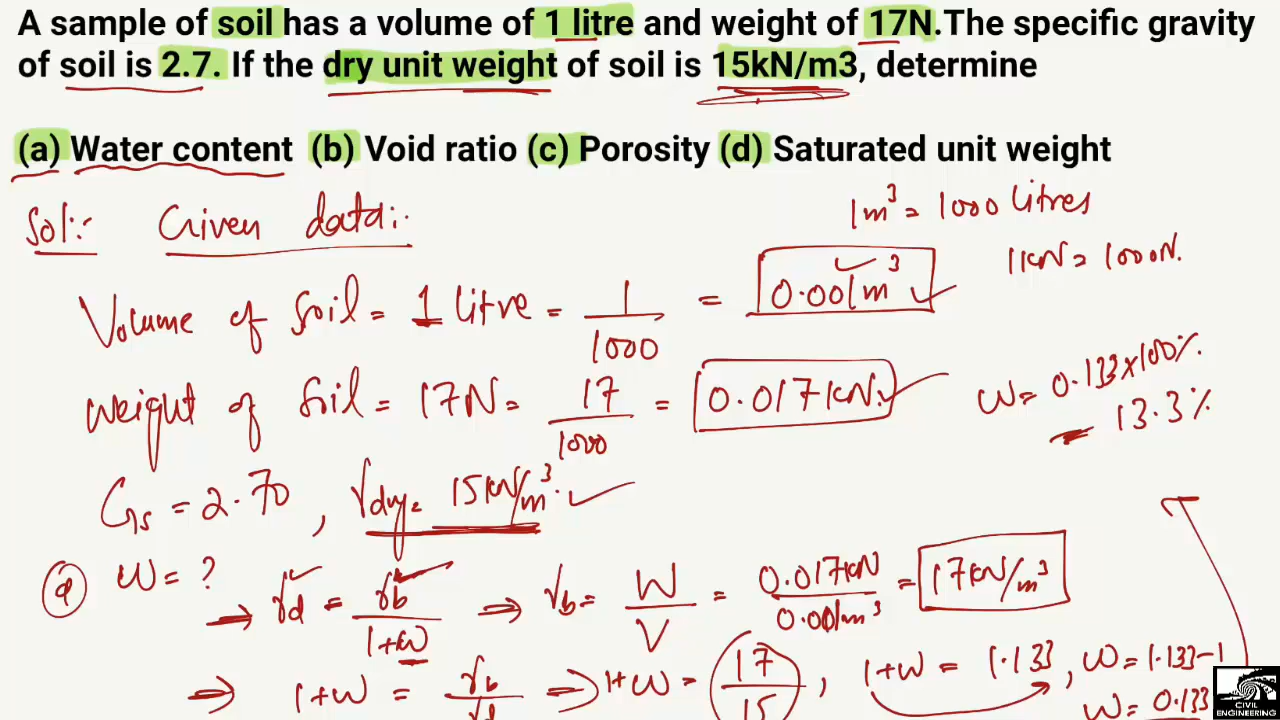 A sample of soil has a volume of 1 litre and weight of 17N.The specific gravity
of soil is 2.7. If the dry unit weight of soil is 15kN/m3, determine
(a) Water content (b) Void ratio (c) Porosity (d) Saturated unit weight
Sol:- Given data:-
1m³ = 1000 litres
1kN = 1000N.
Volume of soil = 1 litre = 1/1000 = 0.001m³
Weight of soil = 17N = 17/1000 = 0.017kN.
w = 0.133x100%
13.3%
Gs = 2.70, γdry = 15kN/m³.
(a) w = ?
→ γd = γb/1+w ⇒ γb = W/V = 0.017kN/0.001m³ = 17kN/m³
⇒ 1+w = γb/γd ⇒ 1+w = 17/15, 1+w = 1.133, w = 1.133-1
w = 0.133
CIVIL
ENGINEERING